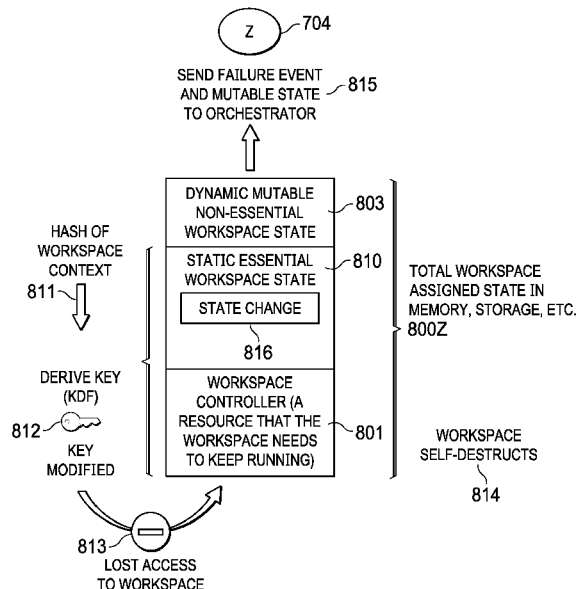 Z
704
SEND FAILURE EVENT
AND MUTABLE STATE
TO ORCHESTRATOR
815
DYNAMIC MUTABLE
NON-ESSENTIAL
WORKSPACE STATE
803
HASH OF
WORKSPACE
CONTEXT
811
STATIC ESSENTIAL
WORKSPACE STATE
810
STATE CHANGE
816
TOTAL WORKSPACE
ASSIGNED STATE IN
MEMORY, STORAGE, ETC.
800Z
DERIVE KEY
(KDF)
812
KEY
MODIFIED
WORKSPACE
CONTROLLER (A
RESOURCE THAT THE
WORKSPACE NEEDS
TO KEEP RUNNING)
801
WORKSPACE
SELF-DESTRUCTS
814
813
LOST ACCESS
TO WORKSPACE